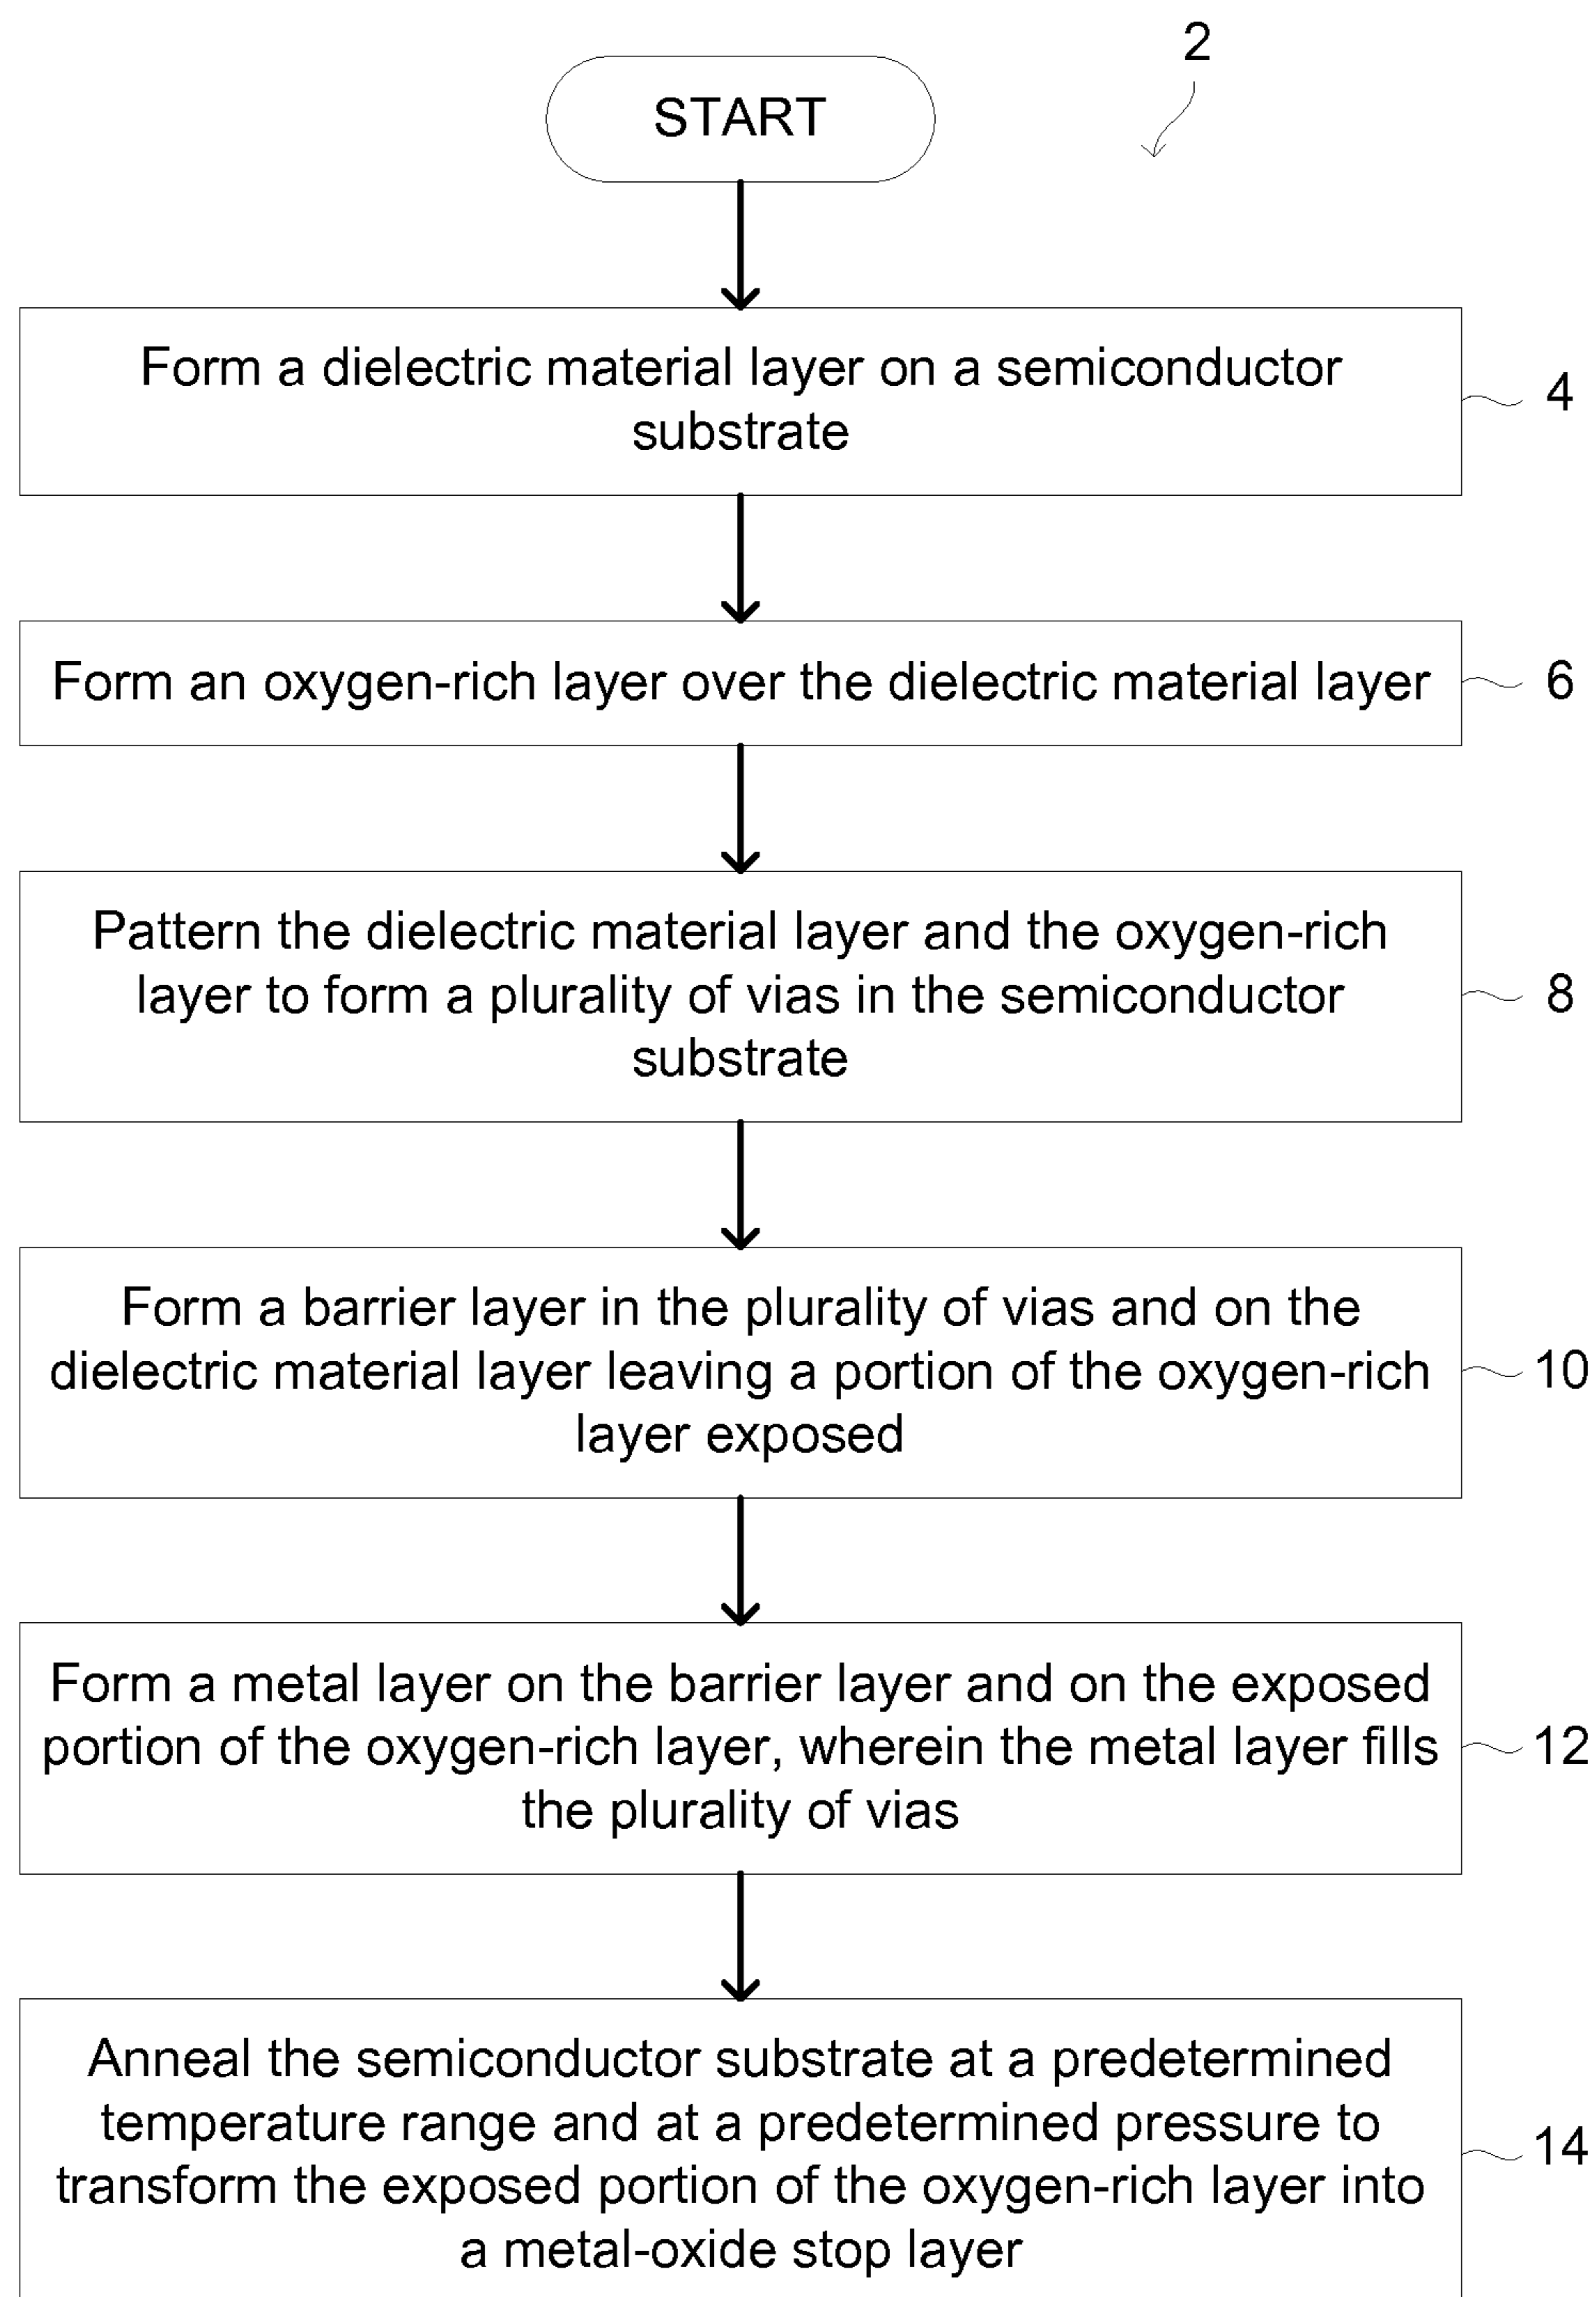 2
START
Form a dielectric material layer on a semiconductor
substrate
4
Form an oxygen-rich layer over the dielectric material layer
6
Pattern the dielectric material layer and the oxygen-rich
layer to form a plurality of vias in the semiconductor
substrate
8
Form a barrier layer in the plurality of vias and on the
dielectric material layer leaving a portion of the oxygen-rich
layer exposed
10
Form a metal layer on the barrier layer and on the exposed
portion of the oxygen-rich layer, wherein the metal layer fills
the plurality of vias
12
Anneal the semiconductor substrate at a predetermined
temperature range and at a predetermined pressure to
transform the exposed portion of the oxygen-rich layer into
a metal-oxide stop layer
14